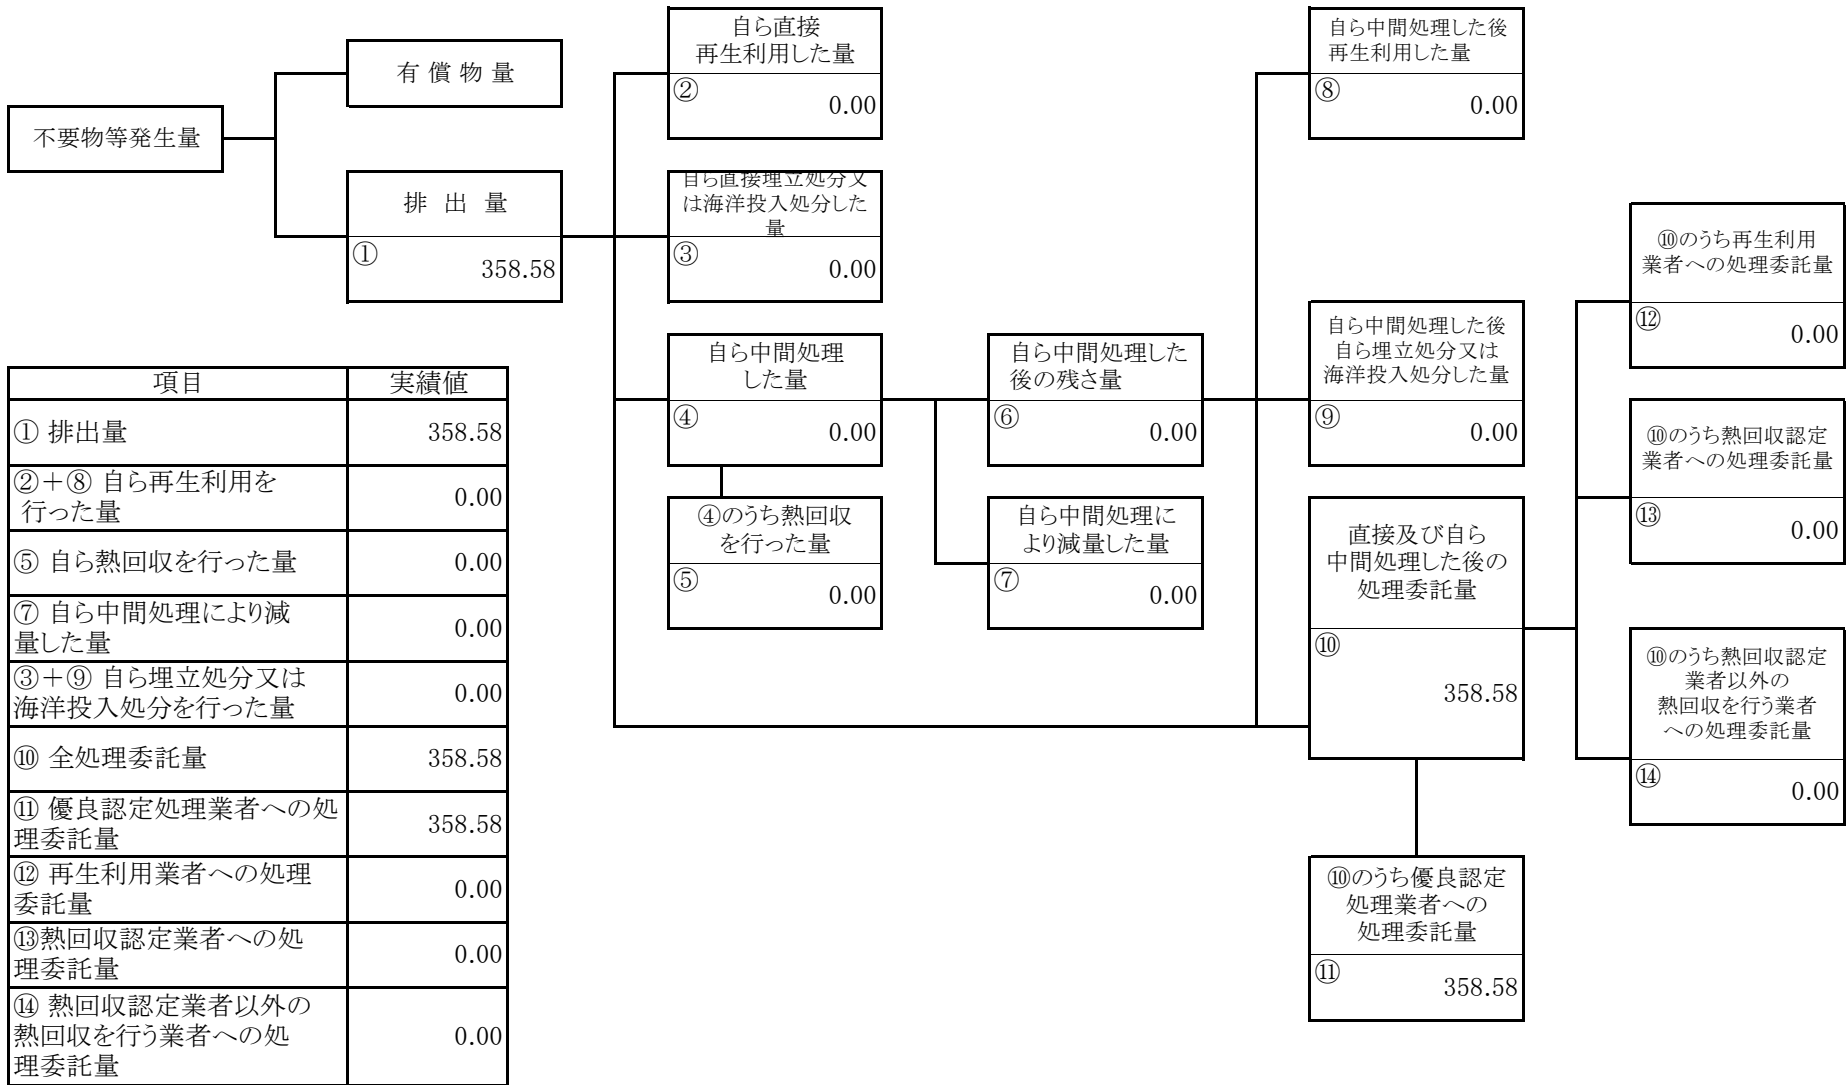 不要物等発生量
有 償 物 量
排 出 量
①
358.58
自ら直接
再生利用した量
②
0.00
自ら直接埋立処分又
は海洋投入処分した
量
③
0.00
自ら中間処理
した量
④
0.00
④のうち熱回収
を行った量
⑤
0.00
自ら中間処理した
後の残さ量
⑥
0.00
自ら中間処理に
より減量した量
⑦
0.00
自ら中間処理した後
再生利用した量
⑧
0.00
自ら中間処理した後
自ら埋立処分又は
海洋投入処分した量
⑨
0.00
直接及び自ら
中間処理した後の
処理委託量
⑩
358.58
⑩のうち優良認定
処理業者への
処理委託量
⑪
358.58
⑩のうち再生利用
業者への処理委託量
⑫
0.00
⑩のうち熱回収認定
業者への処理委託量
⑬
0.00
⑩のうち熱回収認定
業者以外の
熱回収を行う業者
への処理委託量
⑭
0.00
項目 実績値
① 排出量 358.58
②＋⑧ 自ら再生利用を
行った量 0.00
⑤ 自ら熱回収を行った量 0.00
⑦ 自ら中間処理により減
量した量 0.00
③＋⑨ 自ら埋立処分又は
海洋投入処分を行った量 0.00
⑩ 全処理委託量 358.58
⑪ 優良認定処理業者への処
理委託量 358.58
⑫ 再生利用業者への処理
委託量 0.00
⑬熱回収認定業者への処
理委託量 0.00
⑭ 熱回収認定業者以外の
熱回収を行う業者への処
理委託量 0.00